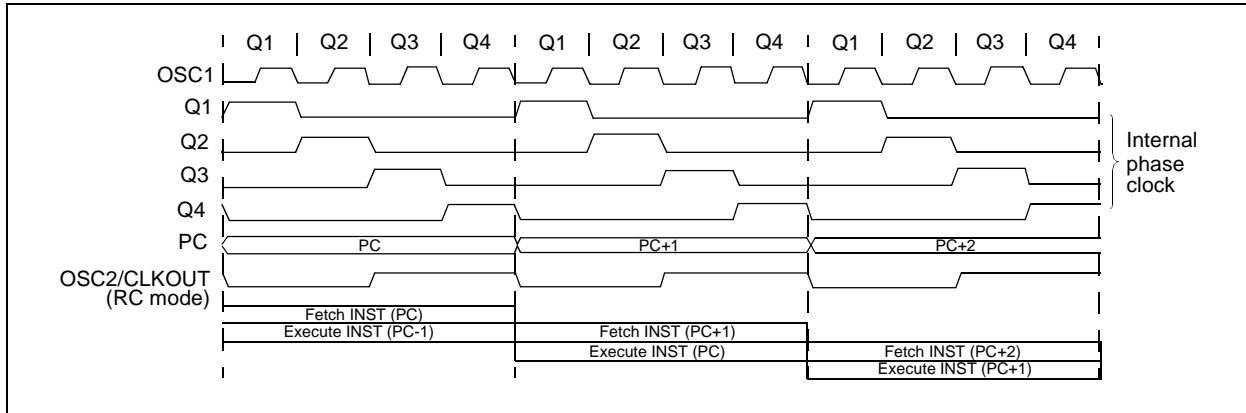 Q1 Q2 Q3 Q4 Q1 Q2 Q3 Q4 Q1 Q2 Q3 Q4
OSC1
Q1
Q2
Q3
Q4
Internal
phase
clock
PC PC PC+1 PC+2
OSC2/CLKOUT
(RC mode)
Fetch INST (PC)
Execute INST (PC-1) Fetch INST (PC+1)
Execute INST (PC) Fetch INST (PC+2)
Execute INST (PC+1)